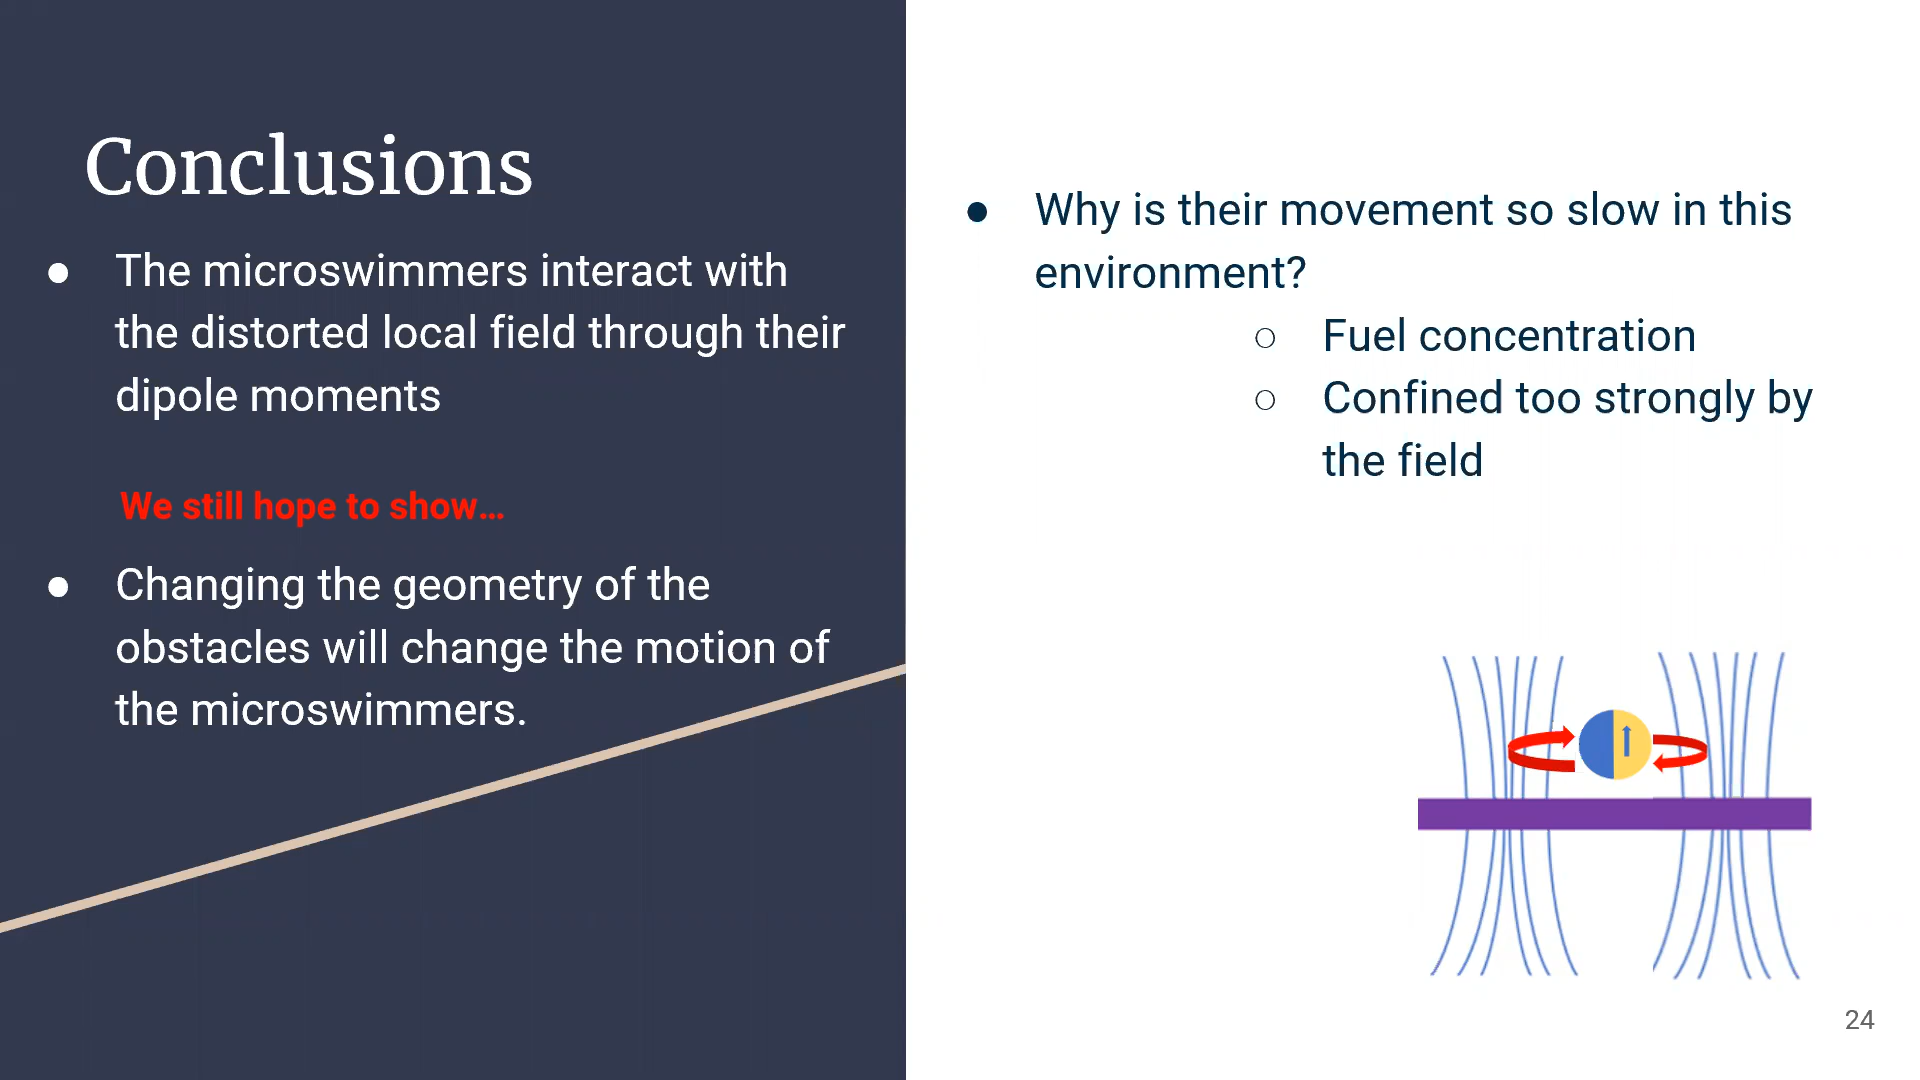 Conclusions
● The microswimmers interact with
the distorted local field through their
dipole moments
We still hope to show...
● Changing the geometry of the
obstacles will change the motion of
the microswimmers.
● Why is their movement so slow in this
environment?
○ Fuel concentration
○ Confined too strongly by
the field
24